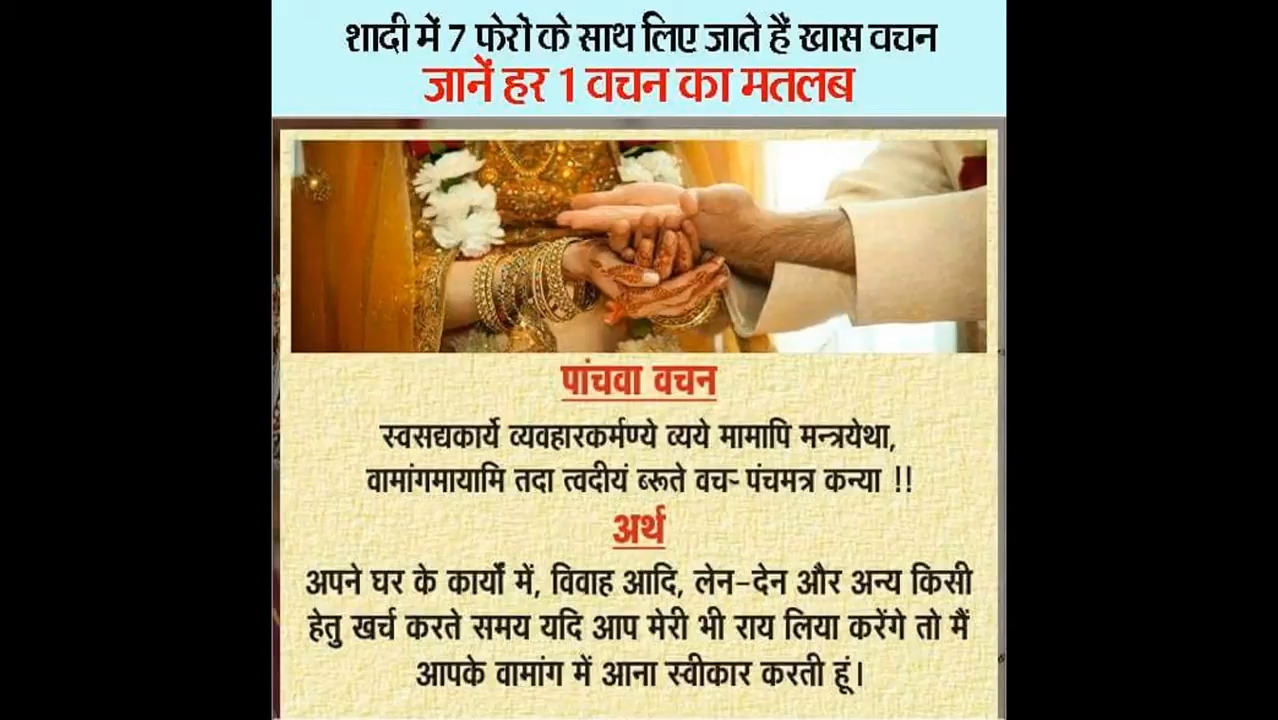 शादी में 7 फेरों के साथ लिए जाते हैं खास वचन
जानें हर 1 वचन का मतलब
पांचवा वचन
स्वसद्यकार्ये व्यवहारकर्मण्ये व्यये मामापि मन्त्रयेथा,
वामांगमायामि तदा त्वदीयं ब्रूते वचः पंचमत्र कन्या !!
अर्थ
अपने घर के कार्यों में, विवाह आदि, लेन-देन और अन्य किसी
हेतु खर्च करते समय यदि आप मेरी भी राय लिया करेंगे तो मैं
आपके वामांग में आना स्वीकार करती हूं।